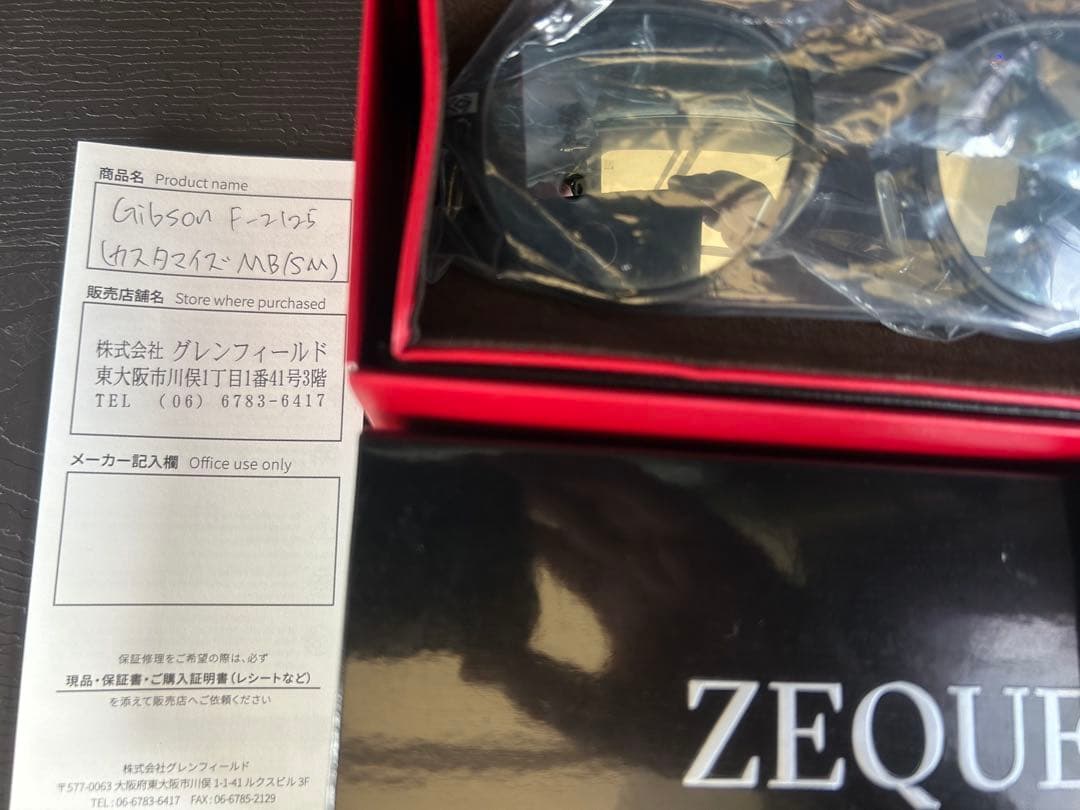 商品名 Product name
Gibson F-2125
(カスタマイズ MB(SM)
販売店舗名 Store where purchased
株式会社 グレンフィールド
東大阪市川俣1丁目1番41号3階
TEL (06) 6783-6417
メーカー記入欄 Office use only
保証修理をご希望の際は、必ず
現品・保証書・ご購入証明書(レシートなど)
を添えて販売店へご依頼ください
株式会社グレンフィールド
〒577-0063 大阪府東大阪市川俣 1-1-41 ルクスビル 3F
TEL : 06-6783-6417 FAX : 06-6785-2129
ZEQUE